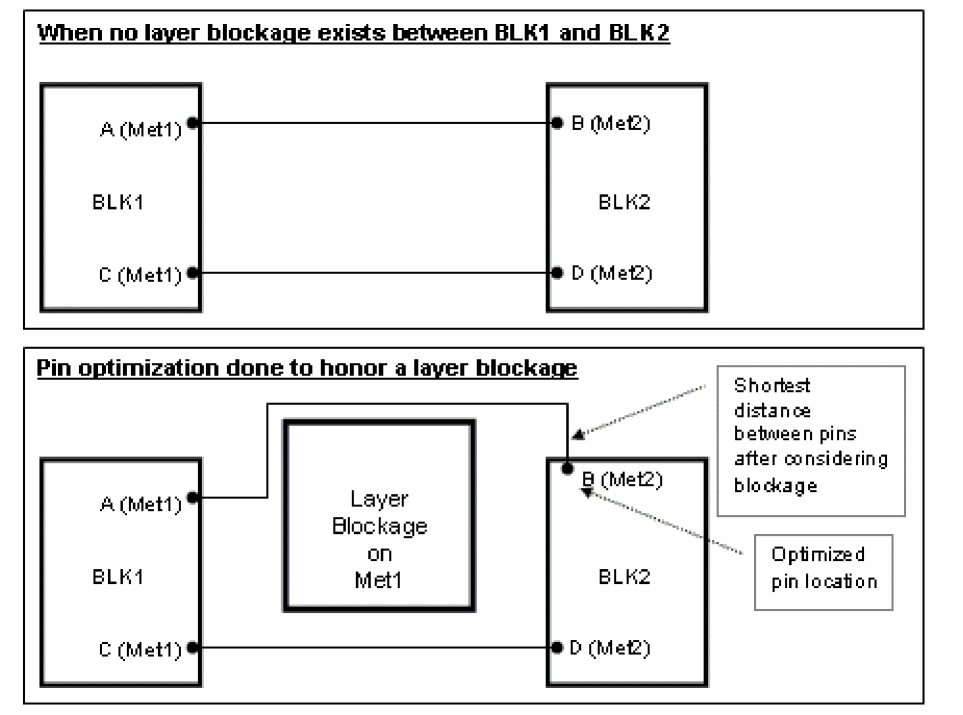 When no layer blockage exists between BLK1 and BLK2
A (Met1)
B (Met2)
BLK1
BLK2
C (Met1)
D (Met2)
Pin optimization done to honor a layer blockage
Shortest
distance
between pins
after considering
blockage
A (Met1)
B (Met2)
Layer
Blockage
on
Met1
Optimized
pin location
BLK1
BLK2
C (Met1)
D (Met2)